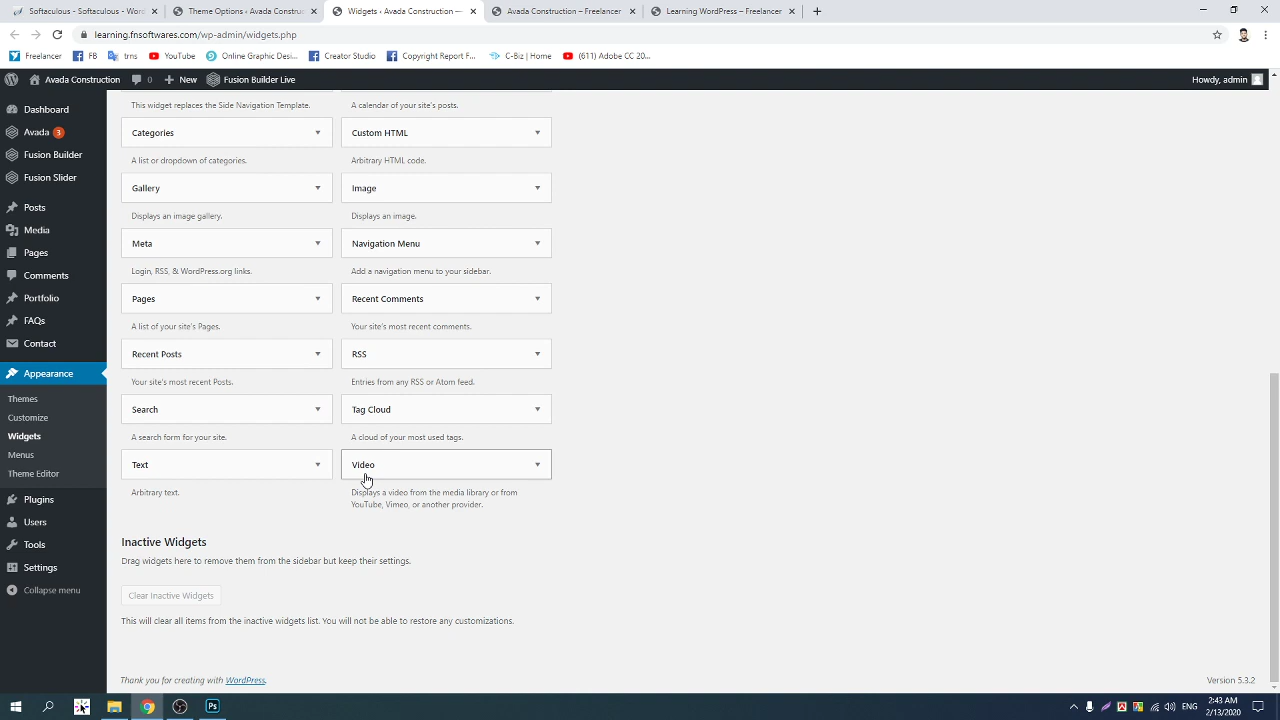 Softaculous - Softaculous - Wor
Theme Options ‹ Avada Construc
Widgets ‹ Avada Construction —
Avada Construction – Freelancer
Learning WordPress – Freelancer
learning.fnsoftwares.com/wp-admin/widgets.php
Freelancer
FB
trns
YouTube
Online Graphic Desi...
Creator Studio
Copyright Report F...
C-Biz | Home
(611) Adobe CC 20...
Avada Construction
0
New
Fusion Builder Live
Howdy, admin
Dashboard
Avada 3
Fusion Builder
Fusion Slider
Posts
Media
Pages
Comments
Portfolio
FAQs
Contact
Appearance
Themes
Customize
Widgets
Menus
Theme Editor
Plugins
Users
Tools
Settings
Collapse menu
This widget replaces the Side Navigation Template.
A calendar of your site's posts.
Categories
Custom HTML
A list or dropdown of categories.
Arbitrary HTML code.
Gallery
Image
Displays an image gallery.
Displays an image.
Meta
Navigation Menu
Login, RSS, & WordPress.org links.
Add a navigation menu to your sidebar.
Pages
Recent Comments
A list of your site's Pages.
Your site's most recent comments.
Recent Posts
RSS
Your site's most recent Posts.
Entries from any RSS or Atom feed.
Search
Tag Cloud
A search form for your site.
A cloud of your most used tags.
Text
Video
Arbitrary text.
Displays a video from the media library or from
YouTube, Vimeo, or another provider.
Inactive Widgets
Drag widgets here to remove them from the sidebar but keep their settings.
Clear Inactive Widgets
This will clear all items from the inactive widgets list. You will not be able to restore any customizations.
Thank you for creating with WordPress.
Version 5.3.2
Ps
ENG
2:43 AM
2/13/2020